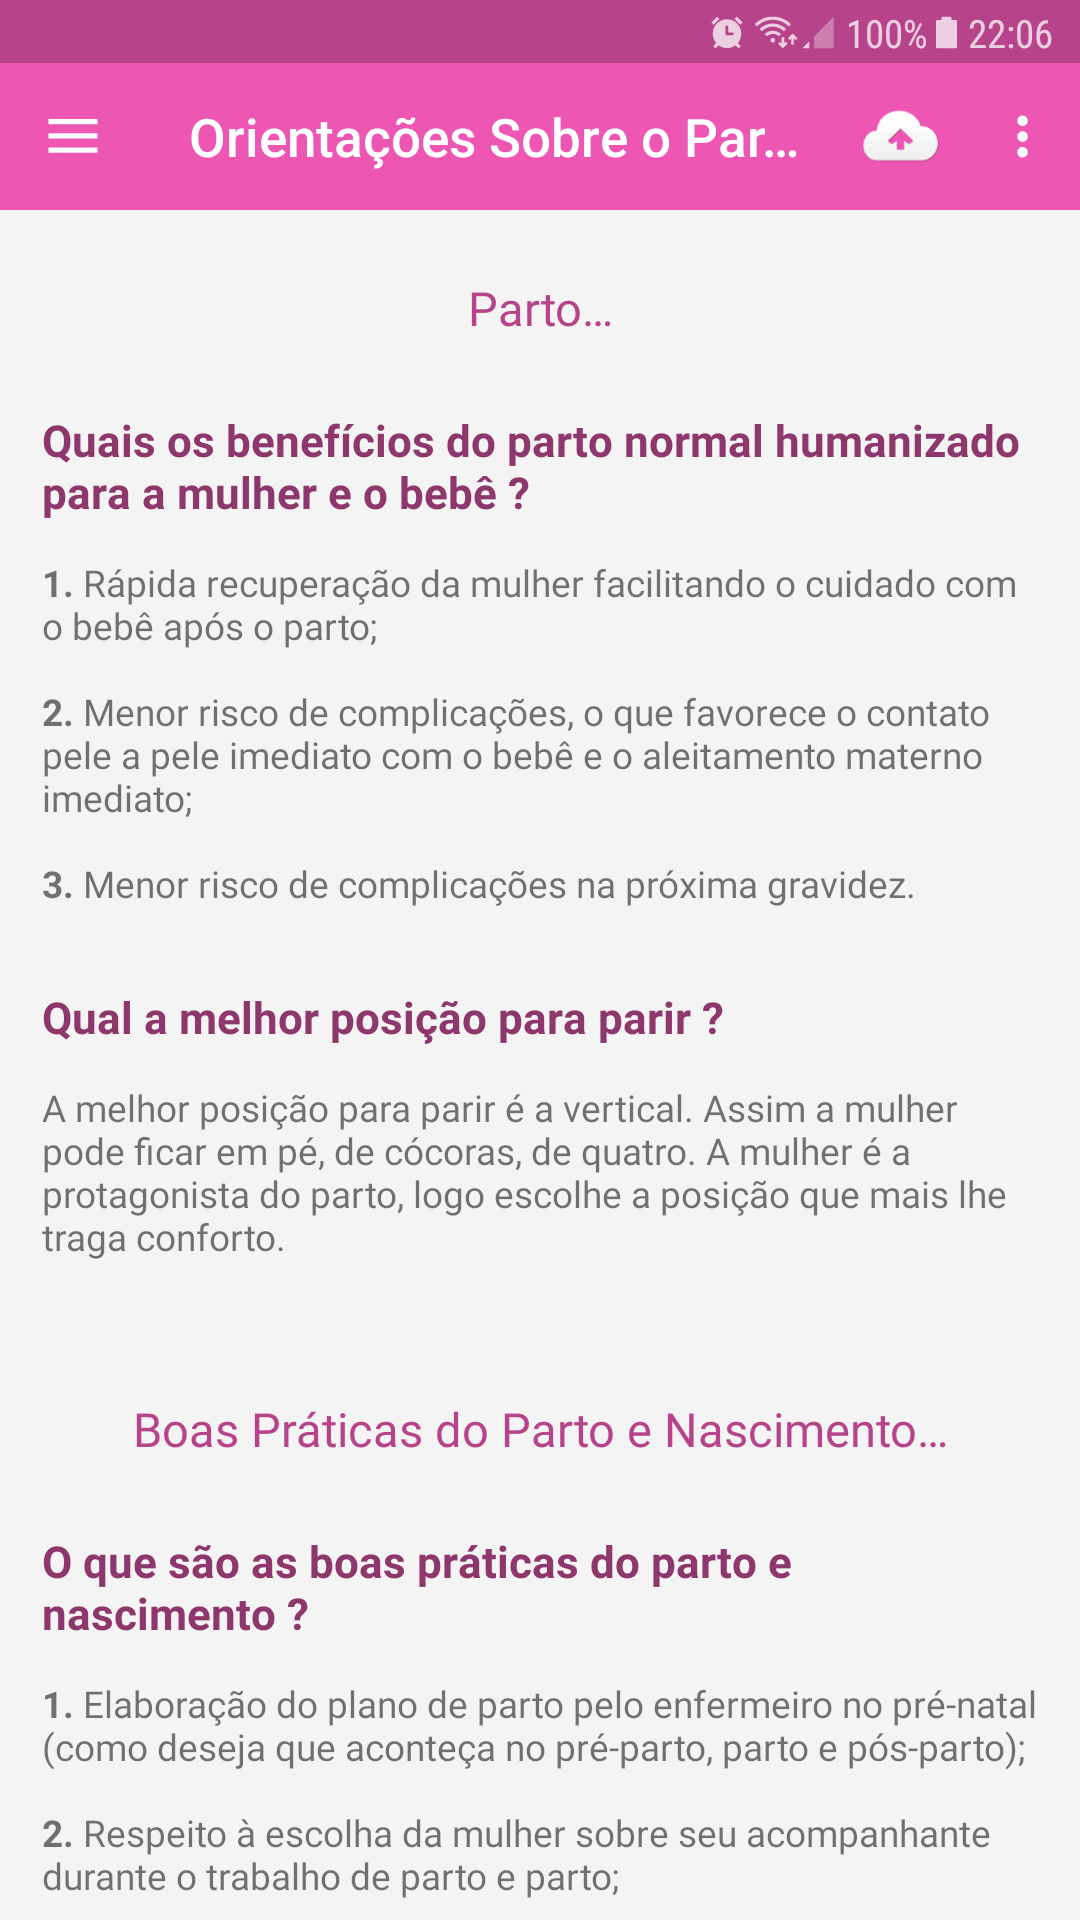 100% 22:06
Orientações Sobre o Par...
Parto...
Quais os benefícios do parto normal humanizado
para a mulher e o bebê ?
1. Rápida recuperação da mulher facilitando o cuidado com
o bebê após o parto;
2. Menor risco de complicações, o que favorece o contato
pele a pele imediato com o bebê e o aleitamento materno
imediato;
3. Menor risco de complicações na próxima gravidez.
Qual a melhor posição para parir ?
A melhor posição para parir é a vertical. Assim a mulher
pode ficar em pé, de cócoras, de quatro. A mulher é a
protagonista do parto, logo escolhe a posição que mais lhe
traga conforto.
Boas Práticas do Parto e Nascimento...
O que são as boas práticas do parto e
nascimento ?
1. Elaboração do plano de parto pelo enfermeiro no pré-natal
(como deseja que aconteça no pré-parto, parto e pós-parto);
2. Respeito à escolha da mulher sobre seu acompanhante
durante o trabalho de parto e parto;